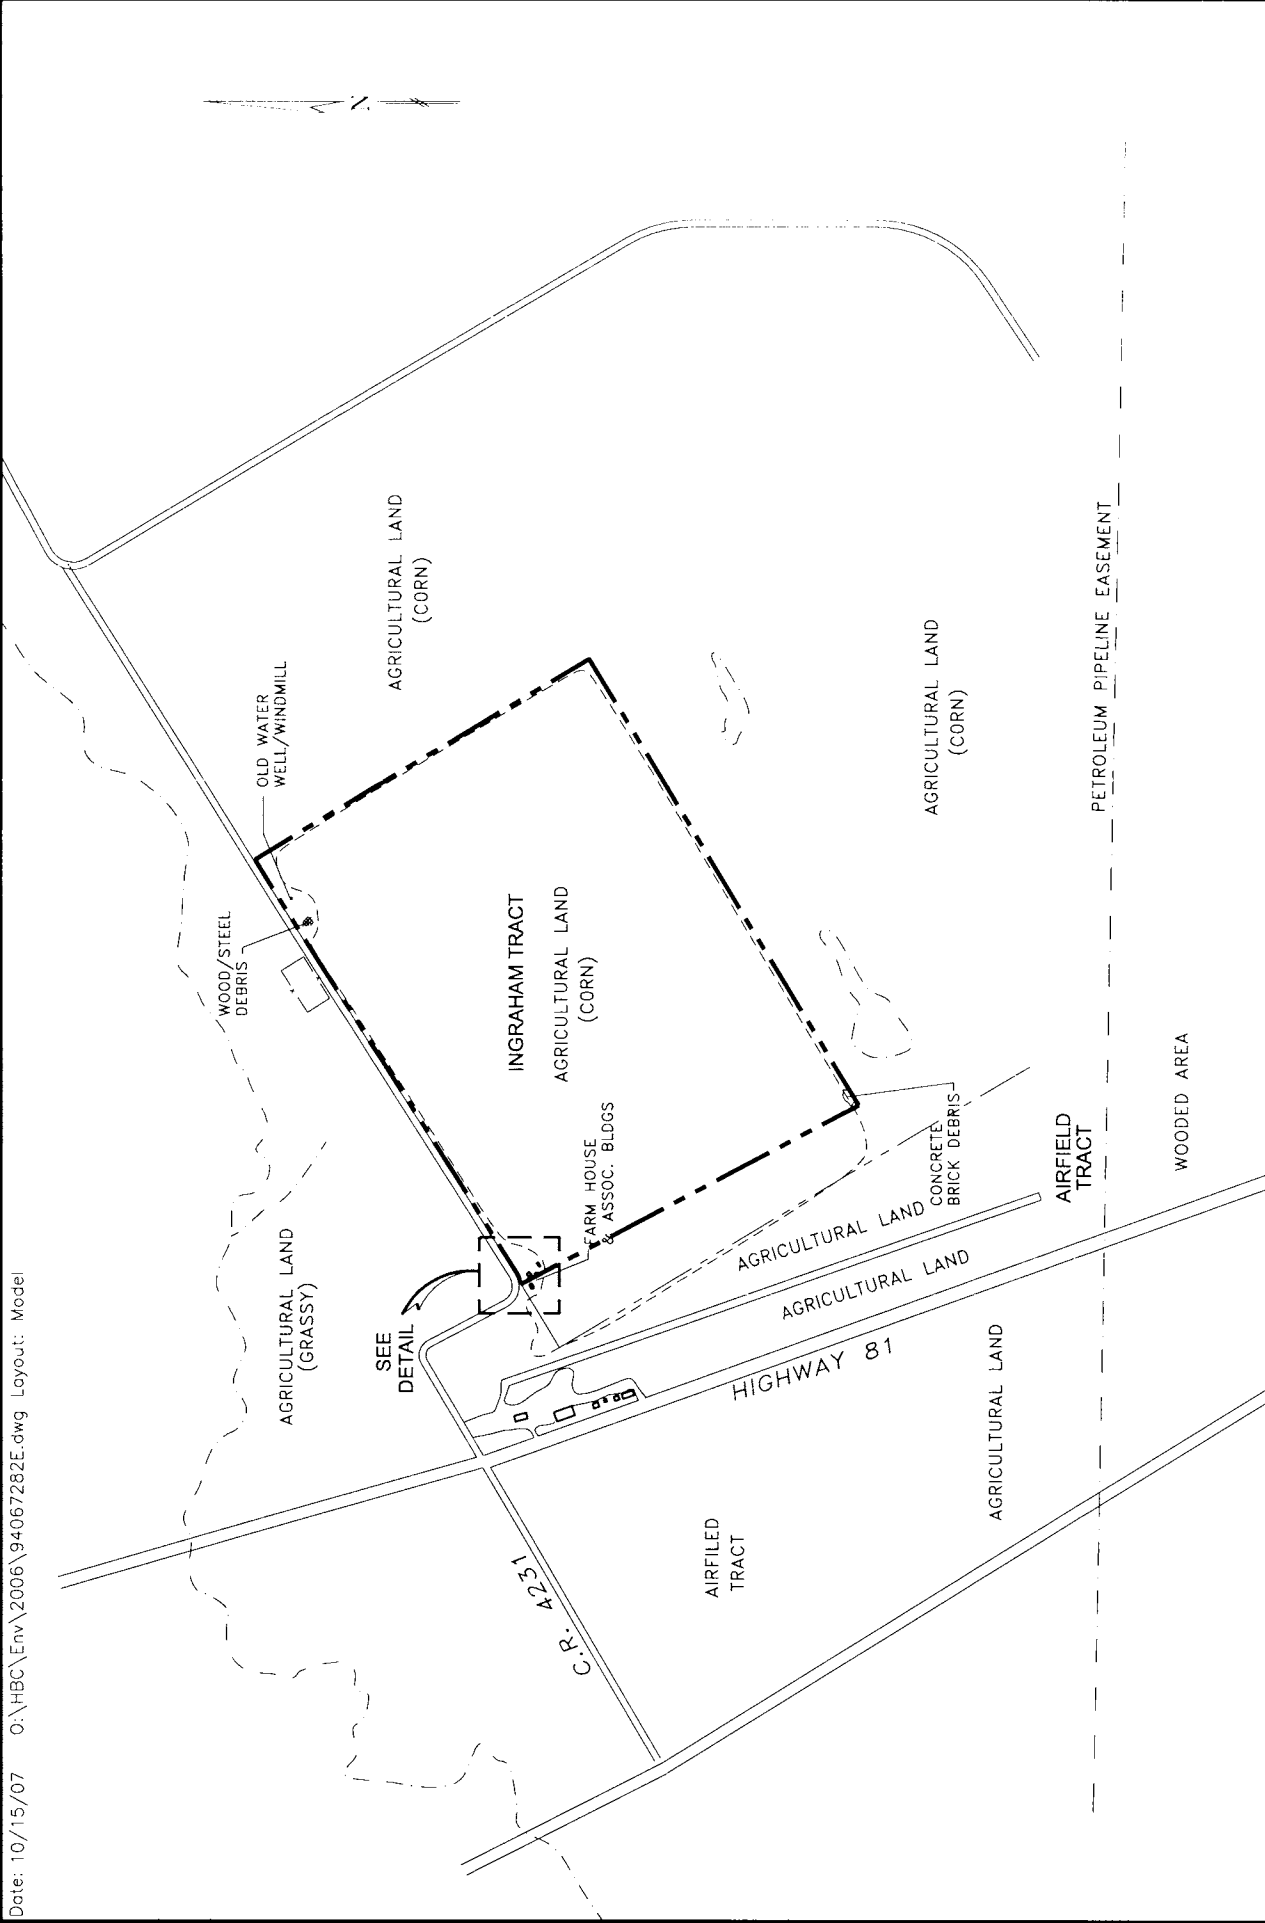 Date: 10/15/07    O:\HBC\Env\2006\94067282E.dwg Layout: Model
N
AGRICULTURAL LAND
(GRASSY)
WOOD/STEEL
DEBRIS
OLD WATER
WELL/WINDMILL
AGRICULTURAL LAND
(CORN)
SEE
DETAIL
INGRAHAM TRACT
AGRICULTURAL LAND
(CORN)
FARM HOUSE
& ASSOC. BLDGS
C.R. 4231
AIRFILED
TRACT
HIGHWAY 81
AGRICULTURAL LAND
AGRICULTURAL LAND
CONCRETE
BRICK DEBRIS
AGRICULTURAL LAND
(CORN)
AGRICULTURAL LAND
AIRFIELD
TRACT
PETROLEUM PIPELINE EASEMENT
WOODED AREA